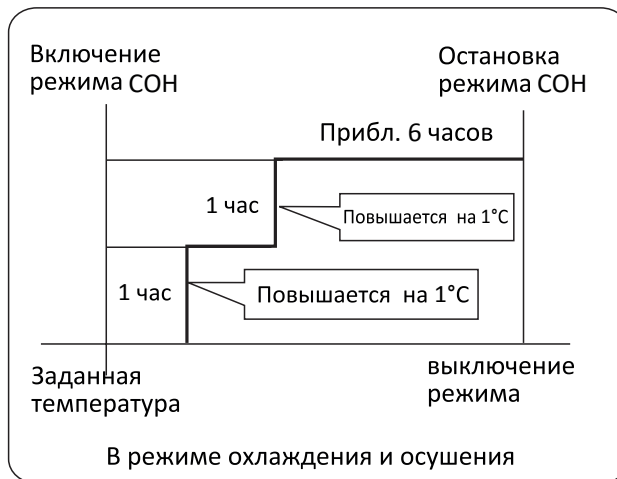 Включение
режима СОН
Остановка
режима СОН
Прибл. 6 часов
1 час
Повышается на 1°C
1 час
Повышается на 1°C
Заданная
температура
выключение
режима
В режиме охлаждения и осушения